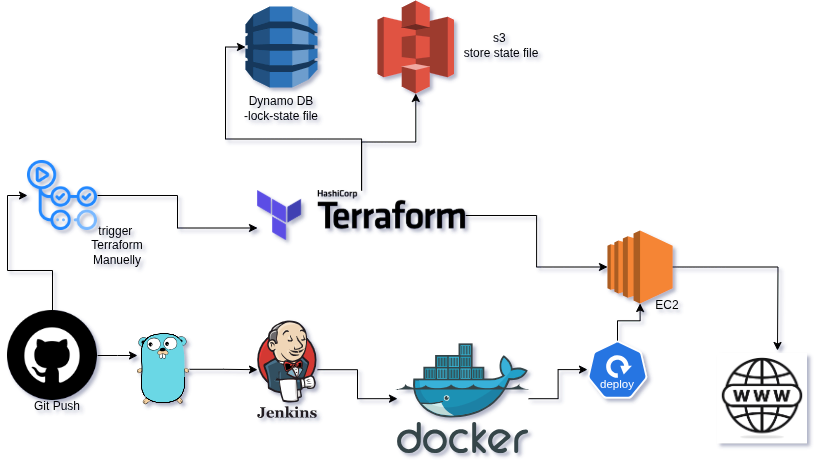 s3
store state file
Dynamo DB
-lock-state file
HashiCorp
Terraform
trigger
Terraform
Manuelly
EC2
Git Push
Jenkins
docker
deploy
WWW